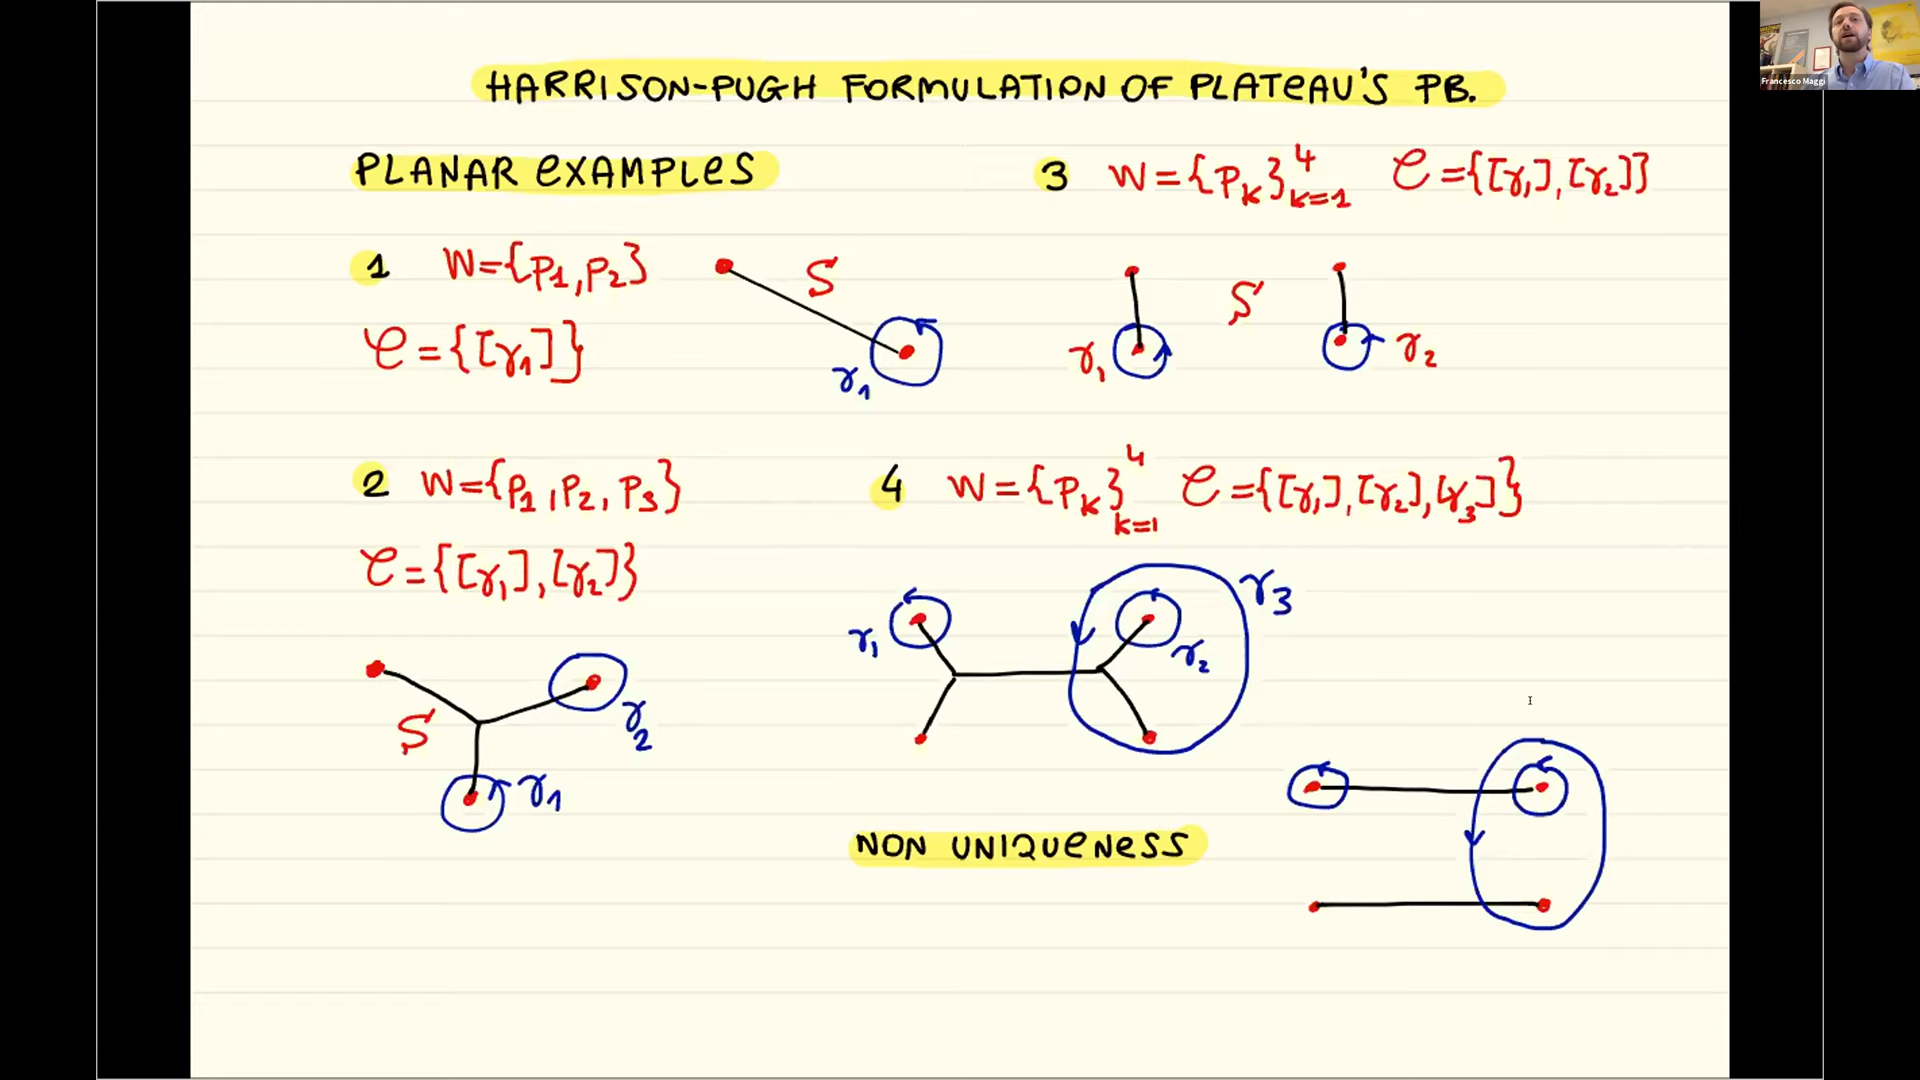 HARRISON-PUGH FORMULATION OF PLATEAU'S PB.
PLANAR EXAMPLES
1 W={P1,P2}
𝒞={[γ1]}
S
γ1
2 W={P1,P2,P3}
𝒞={[γ1],[γ2]}
S
γ2
γ1
3 W={Pk}⁴k=1 𝒞={[γ1],[γ2]}
γ1 S γ2
4 W={Pk}⁴k=1 𝒞={[γ1],[γ2],[γ3]}
γ1 γ2 γ3
NON UNIQUENESS
Francesco Maggi